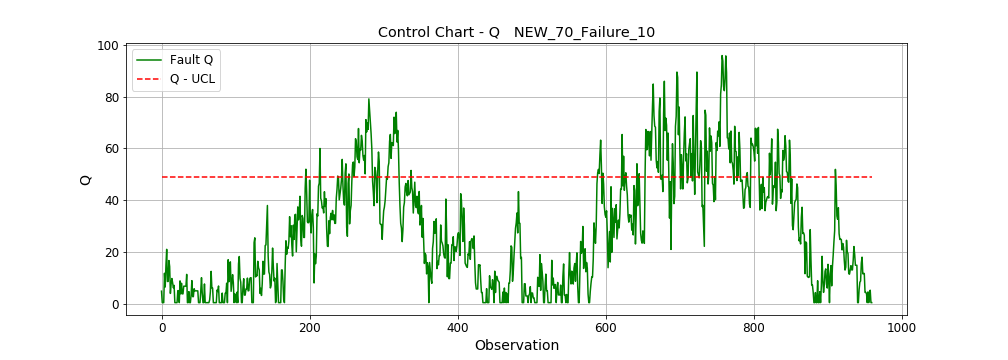 Control Chart - Q   NEW_70_Failure_10
Fault Q
Q - UCL
100
80
60
40
20
0
Q
0 200 400 600 800 1000
Observation